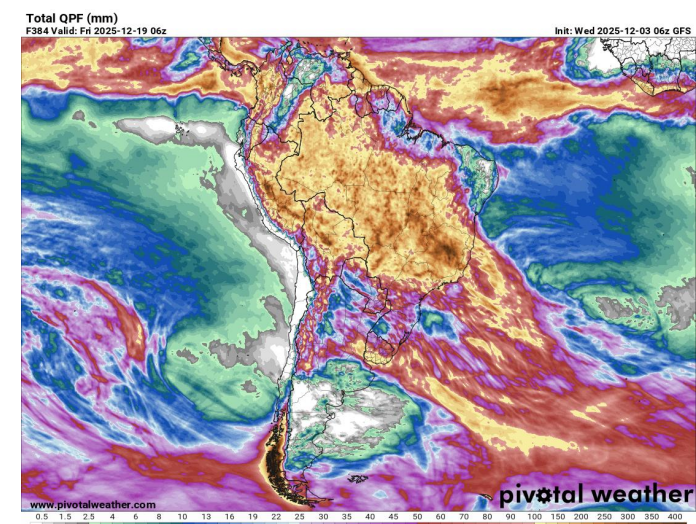 Total QPF (mm)
F384 Valid: Fri 2025-12-19 06z
Init: Wed 2025-12-03 06z GFS
pivotal weather
www.pivotalweather.com
0.5 1.5 2.5 4 6 8 10 13 16 19 22 25 30 35 40 45 50 60 70 80 90 100 150 200 250 300 350 400